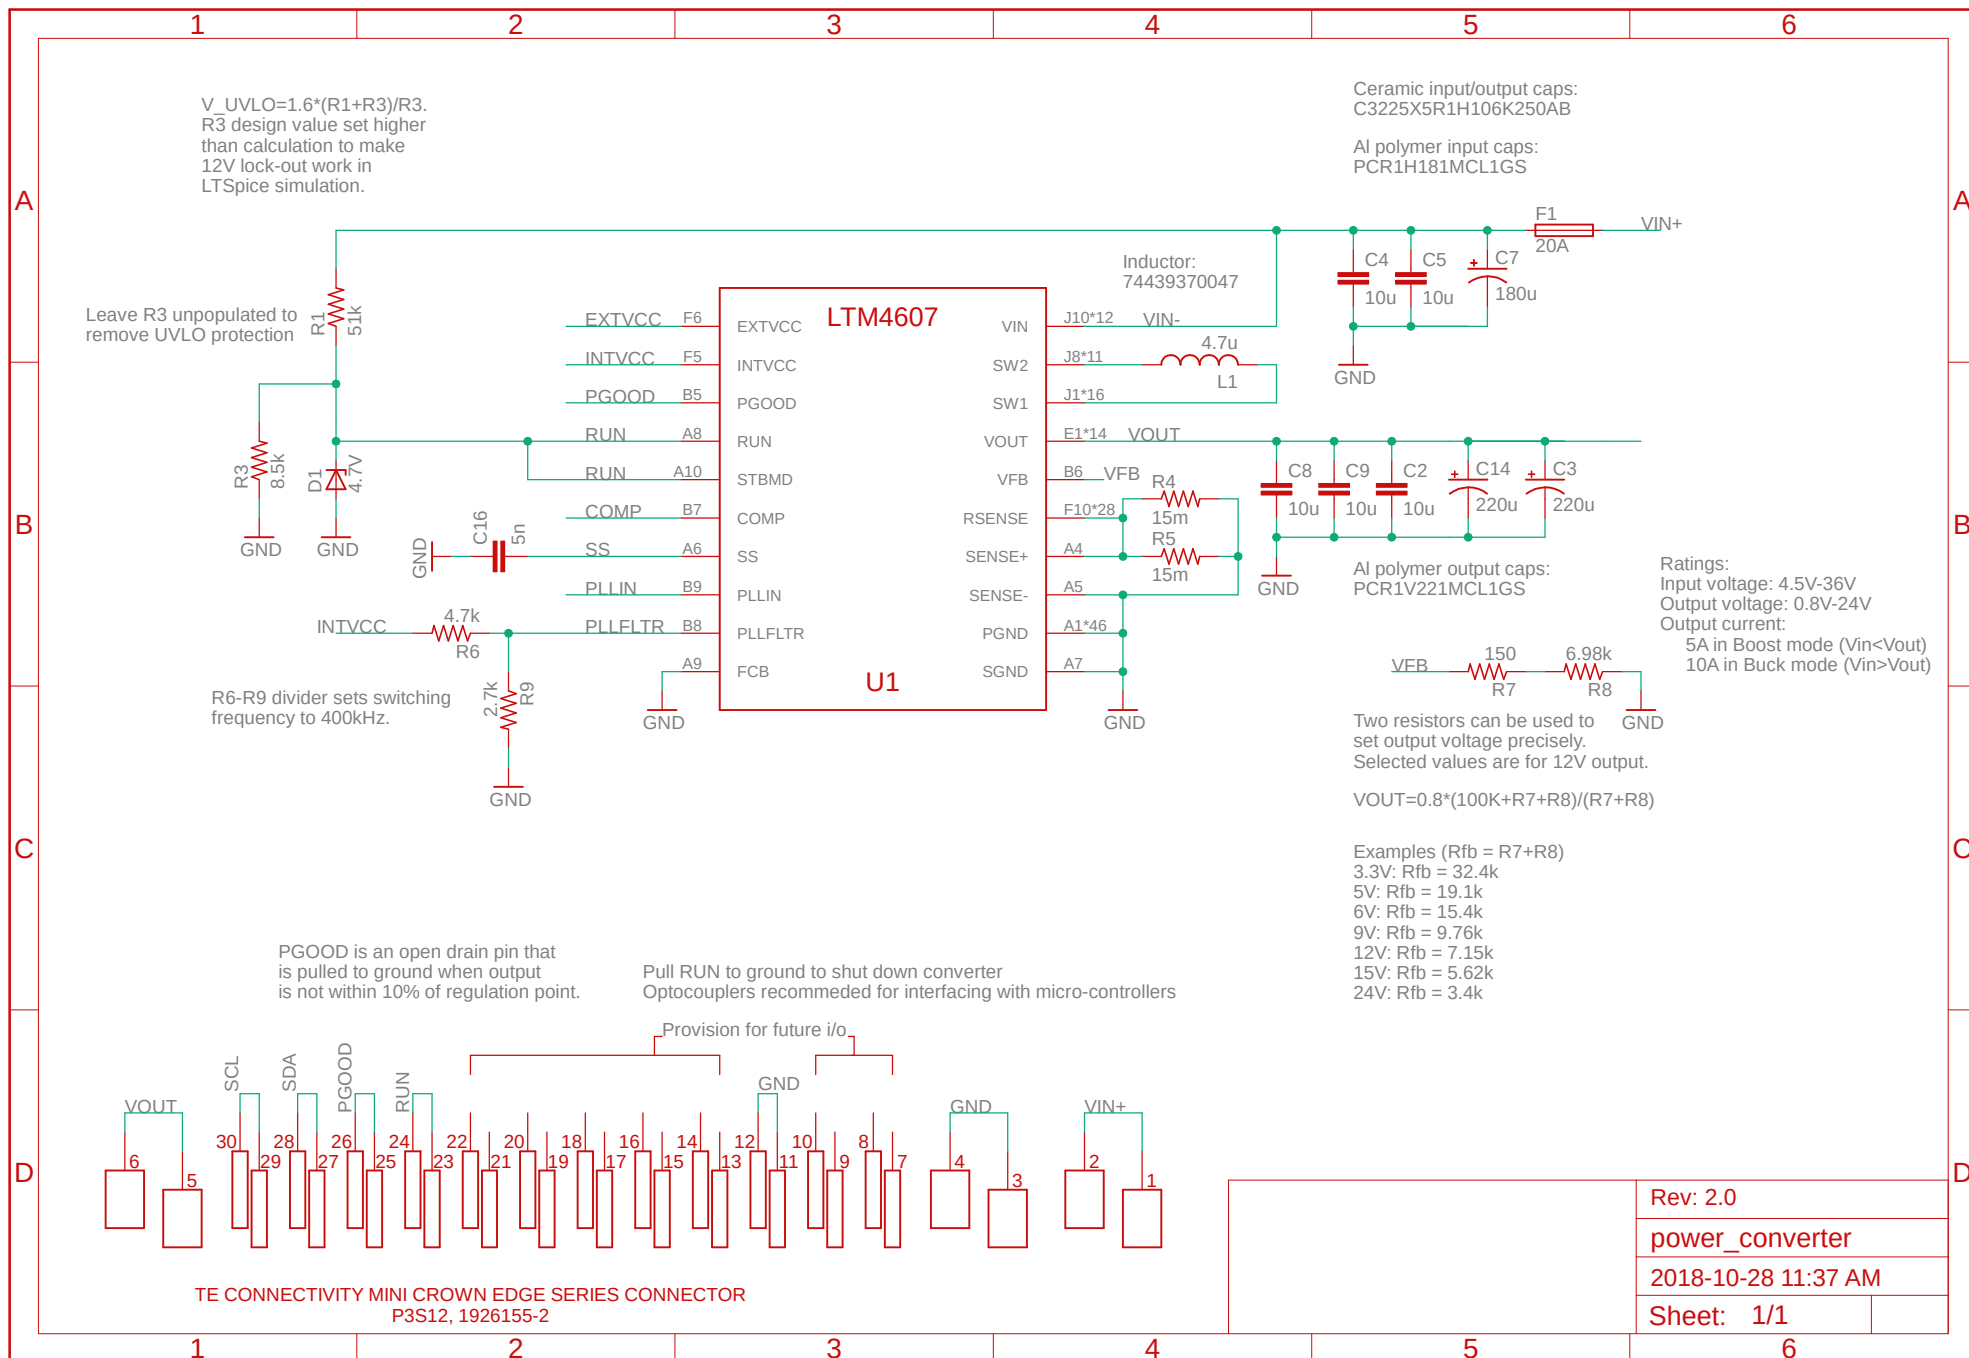 1 2 3 4 5 6
A A
B B
C C
D D
V_UVLO=1.6*(R1+R3)/R3.
R3 design value set higher
than calculation to make
12V lock-out work in
LTSpice simulation.
Ceramic input/output caps:
C3225X5R1H106K250AB
Al polymer input caps:
PCR1H181MCL1GS
F1
20A
VIN+
C4
10u
C5
10u
C7
180u
+
GND
Inductor:
74439370047
Leave R3 unpopulated to
remove UVLO protection
R1
51k
R3
8.5k
D1
4.7V
GND
GND
LTM4607
U1
EXTVCC F6 EXTVCC
INTVCC F5 INTVCC
PGOOD B5 PGOOD
RUN A8 RUN
RUN A10 STBMD
COMP B7 COMP
SS A6 SS
PLLIN B9 PLLIN
PLLFLTR B8 PLLFLTR
A9 FCB
GND
VIN J10*12 VIN-
SW2 J8*11
SW1 J1*16
VOUT E1*14 VOUT
VFB B6 VFB
RSENSE F10*28
SENSE+ A4
SENSE- A5
PGND A1*46
SGND A7
GND
4.7u
L1
R4
15m
R5
15m
C16
5n
GND
INTVCC
4.7k
R6
2.7k
R9
GND
R6-R9 divider sets switching
frequency to 400kHz.
C8
10u
C9
10u
C2
10u
+
C14
220u
+
C3
220u
GND
Al polymer output caps:
PCR1V221MCL1GS
Ratings:
Input voltage: 4.5V-36V
Output voltage: 0.8V-24V
Output current:
5A in Boost mode (Vin<Vout)
10A in Buck mode (Vin>Vout)
VFB
150
R7
6.98k
R8
GND
Two resistors can be used to
set output voltage precisely.
Selected values are for 12V output.
VOUT=0.8*(100K+R7+R8)/(R7+R8)
Examples (Rfb = R7+R8)
3.3V: Rfb = 32.4k
5V: Rfb = 19.1k
6V: Rfb = 15.4k
9V: Rfb = 9.76k
12V: Rfb = 7.15k
15V: Rfb = 5.62k
24V: Rfb = 3.4k
PGOOD is an open drain pin that
is pulled to ground when output
is not within 10% of regulation point.
Pull RUN to ground to shut down converter
Optocouplers recommeded for interfacing with micro-controllers
Provision for future i/o
VOUT SCL SDA PGOOD RUN GND GND VIN+
6 5 30 29 28 27 26 25 24 23 22 21 20 19 18 17 16 15 14 13 12 11 10 9 8 7 4 3 2 1
TE CONNECTIVITY MINI CROWN EDGE SERIES CONNECTOR
P3S12, 1926155-2
Rev: 2.0
power_converter
2018-10-28 11:37 AM
Sheet: 1/1
1 2 3 4 5 6